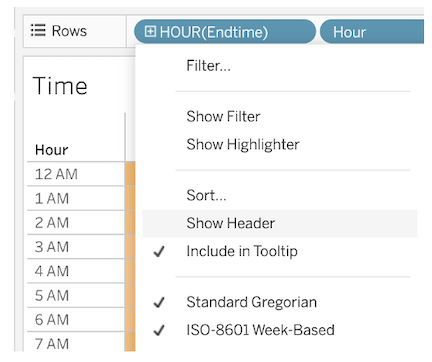 Rows
HOUR(Endtime)
Hour
Filter...
Time
Show Filter
Show Highlighter
Hour
12 AM
Sort...
1 AM
2 AM
Show Header
3 AM
✔ Include in Tooltip
4 AM
5 AM
✔ Standard Gregorian
6 AM
✔ ISO-8601 Week-Based
7 AM